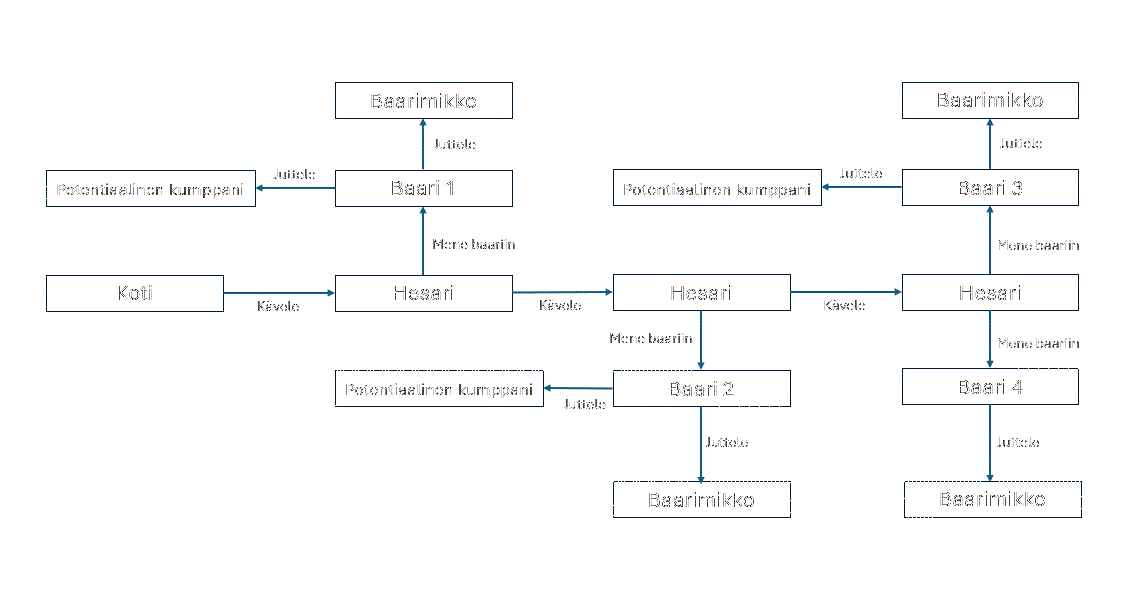 Baarimikko
Baarimikko
Juttele
Juttele
Juttele
Juttele
Potentiaalinen kumppani
Baari 1
Potentiaalinen kumppani
Baari 3
Mene baariin
Mene baariin
Koti
Hesari
Hesari
Hesari
Kävele
Kävele
Kävele
Mene baariin
Mene baariin
Potentiaalinen kumppani
Baari 2
Baari 4
Juttele
Juttele
Juttele
Baarimikko
Baarimikko